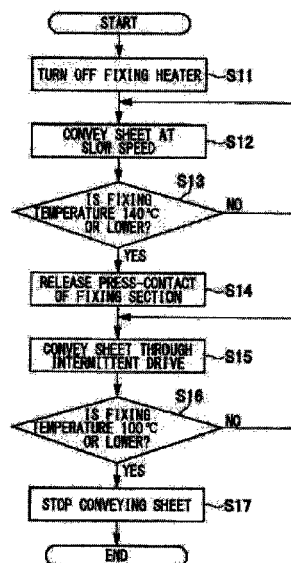 START
TURN OFF FIXING HEATER
S11
CONVEY SHEET AT
SLOW SPEED
S12
S13
IS FIXING
TEMPERATURE 140℃
OR LOWER?
NO
YES
RELEASE PRESS-CONTACT
OF FIXING SECTION
S14
CONVEY SHEET THROUGH
INTERMITTENT DRIVE
S15
S16
IS FIXING
TEMPERATURE 100℃
OR LOWER?
NO
YES
STOP CONVEYING SHEET
S17
END